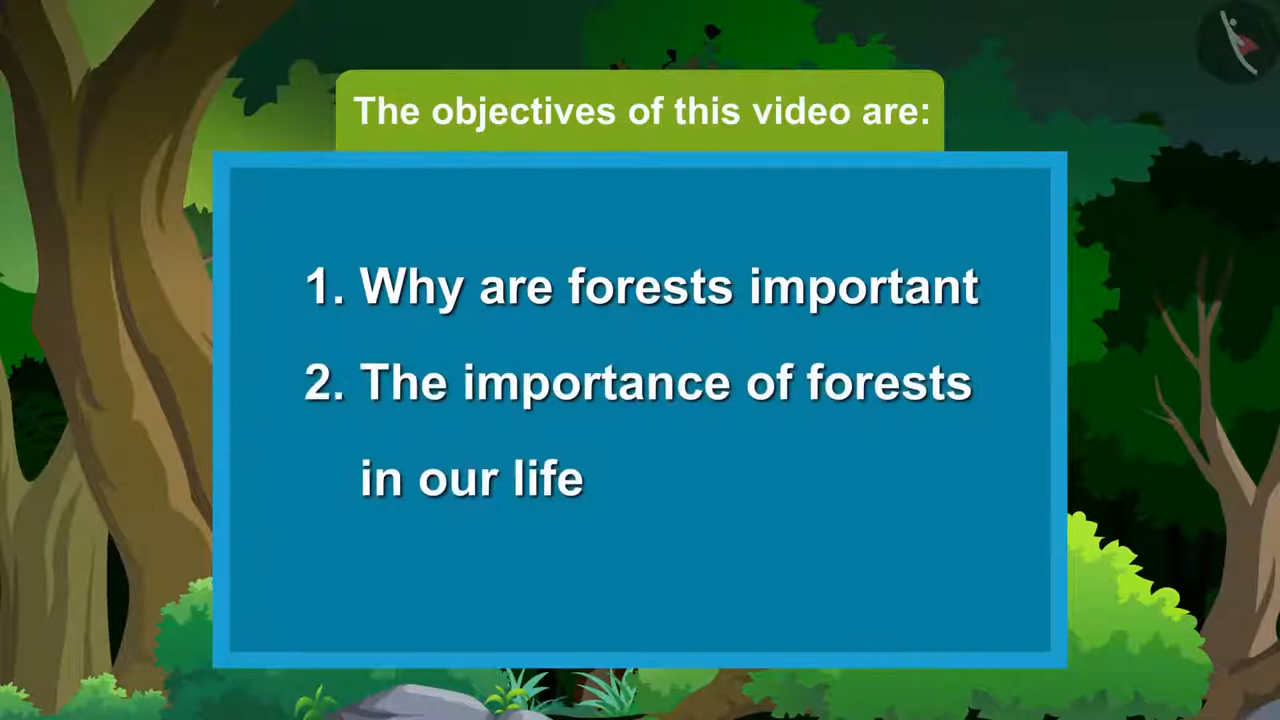 The objectives of this video are:
1. Why are forests important
2. The importance of forests
in our life